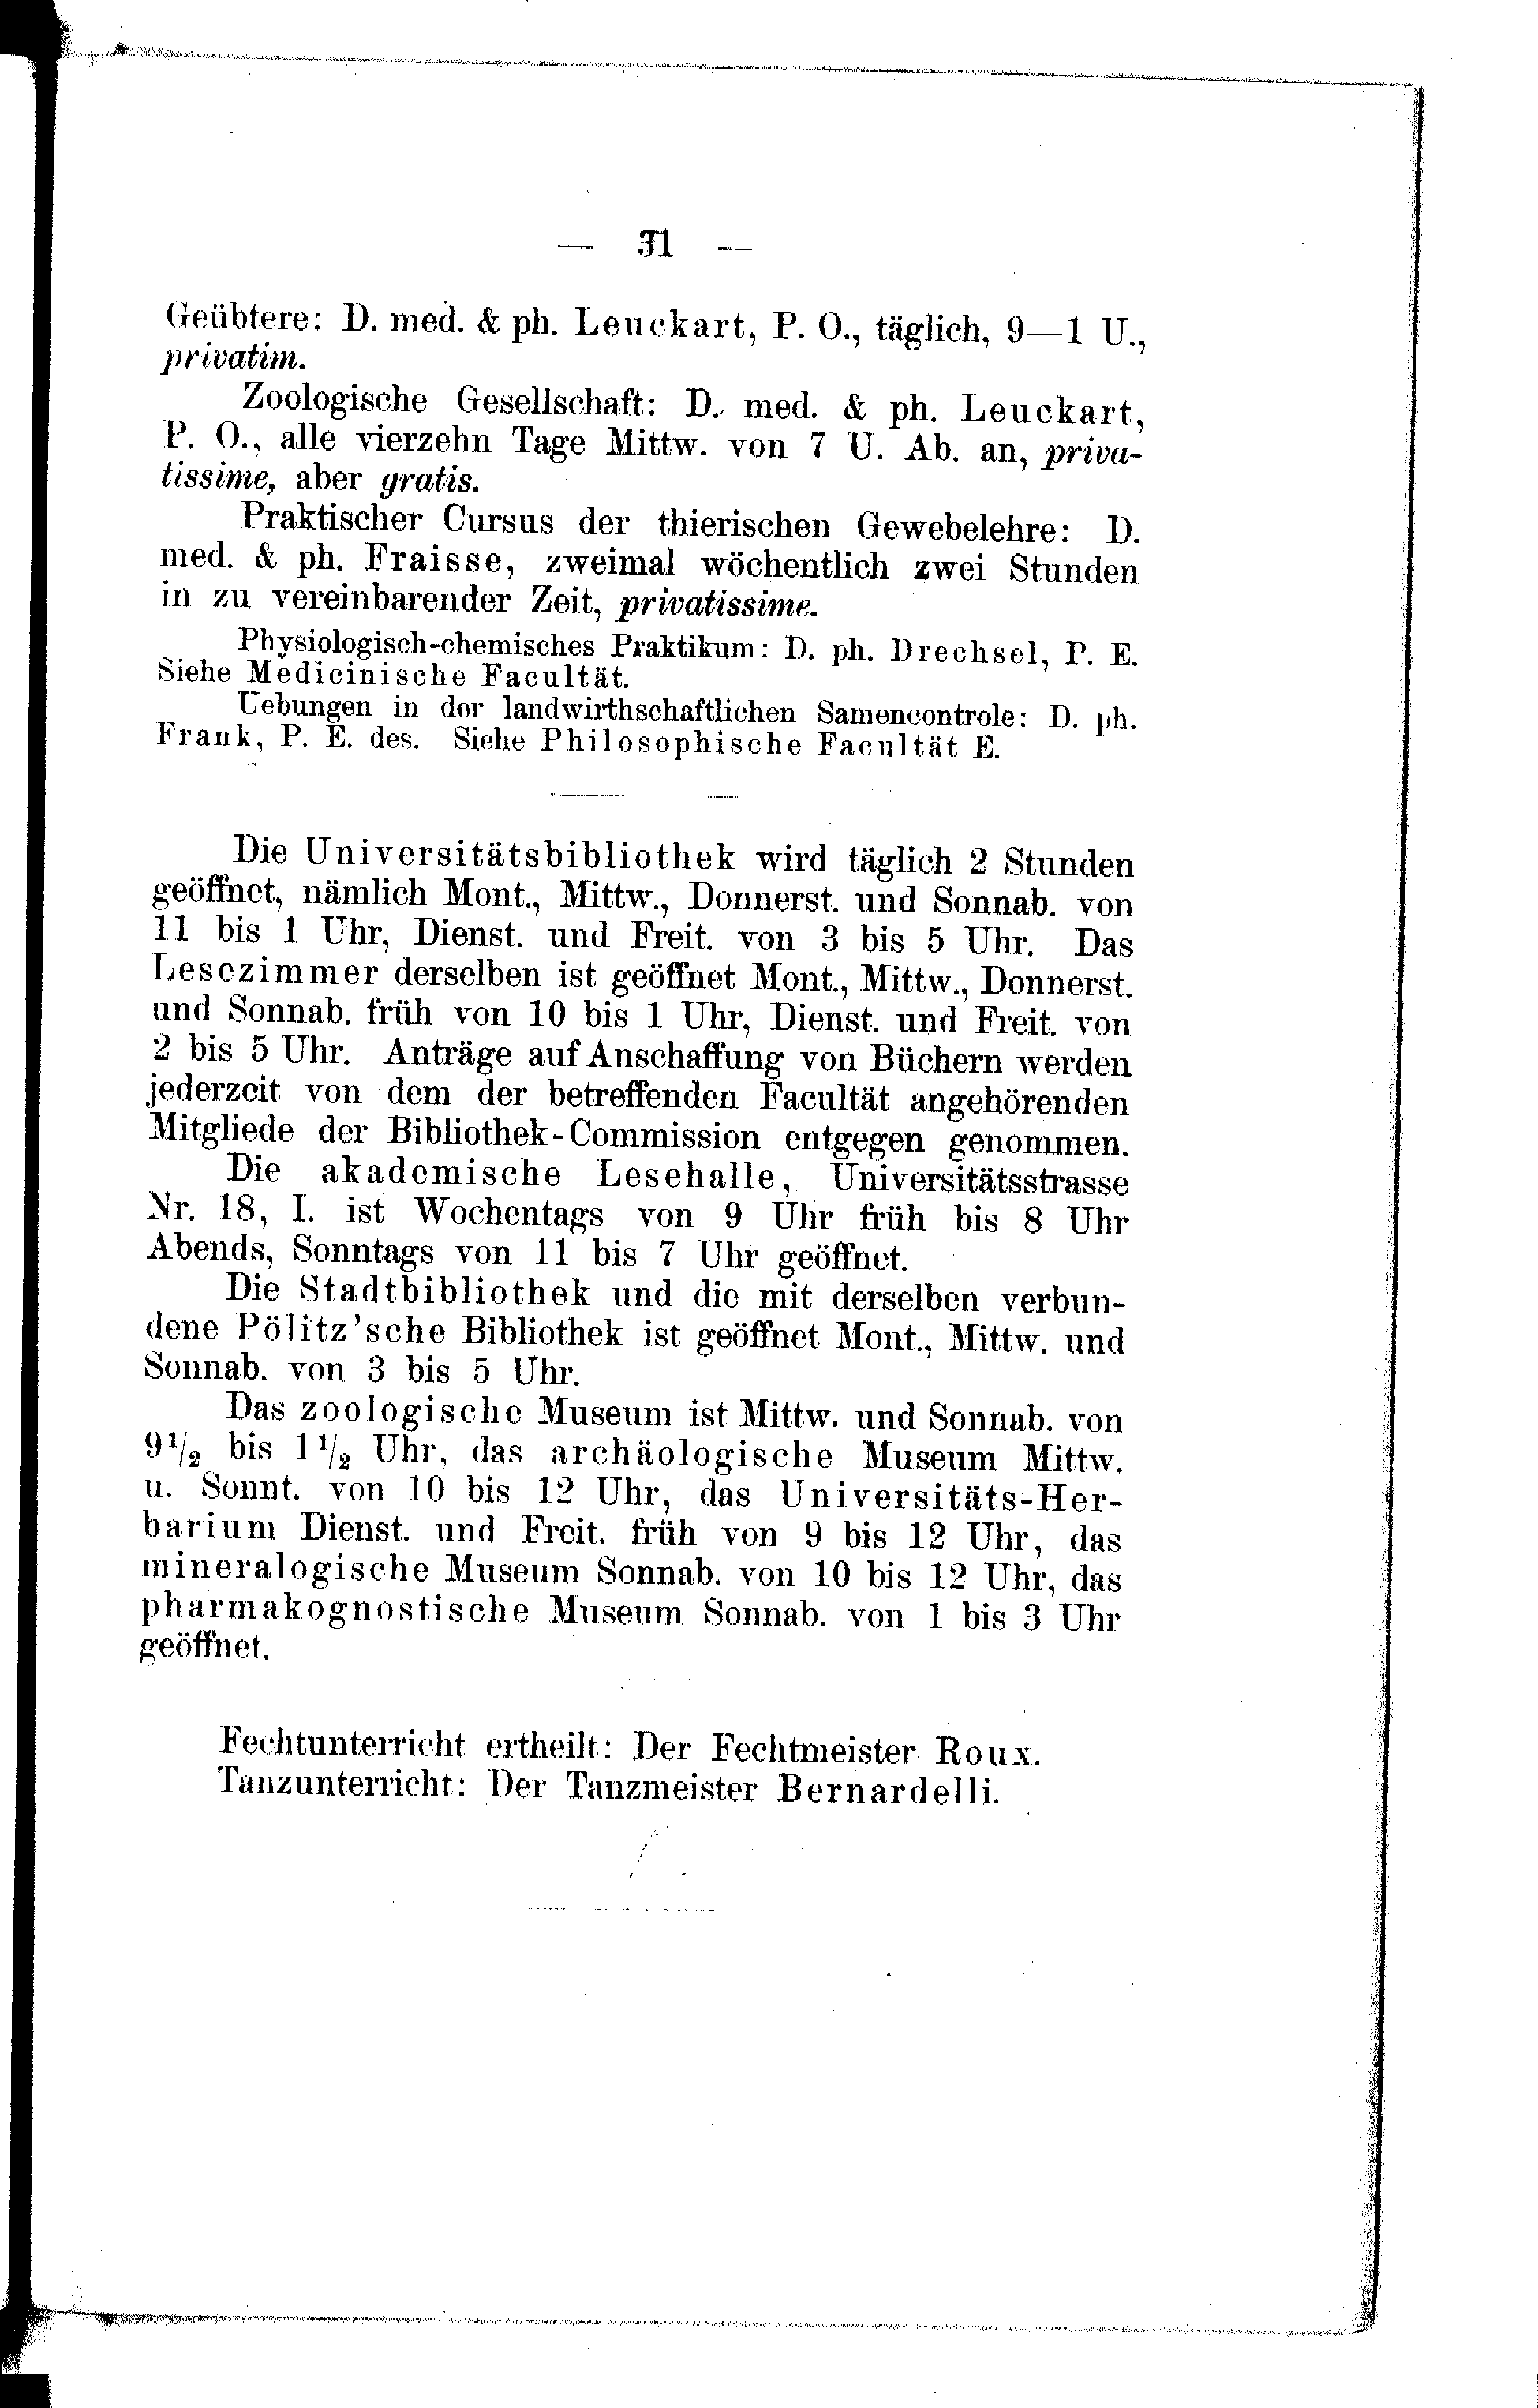 — 31 —
Geübtere: D. med. & ph. Leuckart, P. O., täglich, 9—1 U.,
privatim.
Zoologische Gesellschaft: D. med. & ph. Leuckart,
P. O., alle vierzehn Tage Mittw. von 7 U. Ab. an, priva-
tissime, aber gratis.
Praktischer Cursus der thierischen Gewebelehre: D.
med. & ph. Fraisse, zweimal wöchentlich zwei Stunden
in zu vereinbarender Zeit, privatissime.
Physiologisch-chemisches Praktikum: D. ph. Drechsel, P. E.
Siehe Medicinische Facultät.
Uebungen in der landwirthschaftlichen Samencontrole: D. ph.
Frank, P. E. des. Siehe Philosophische Facultät E.
Die Universitätsbibliothek wird täglich 2 Stunden
geöffnet, nämlich Mont., Mittw., Donnerst. und Sonnab. von
11 bis 1 Uhr, Dienst. und Freit. von 3 bis 5 Uhr. Das
Lesezimmer derselben ist geöffnet Mont., Mittw., Donnerst.
und Sonnab. früh von 10 bis 1 Uhr, Dienst. und Freit. von
2 bis 5 Uhr. Anträge auf Anschaffung von Büchern werden
jederzeit von dem der betreffenden Facultät angehörenden
Mitgliede der Bibliothek-Commission entgegen genommen.
Die akademische Lesehalle, Universitätsstrasse
Nr. 18, I. ist Wochentags von 9 Uhr früh bis 8 Uhr
Abends, Sonntags von 11 bis 7 Uhr geöffnet.
Die Stadtbibliothek und die mit derselben verbun-
dene Pölitz'sche Bibliothek ist geöffnet Mont., Mittw. und
Sonnab. von 3 bis 5 Uhr.
Das zoologische Museum ist Mittw. und Sonnab. von
9½ bis 1½ Uhr, das archäologische Museum Mittw.
u. Sonnt. von 10 bis 12 Uhr, das Universitäts-Her-
barium Dienst. und Freit. früh von 9 bis 12 Uhr, das
mineralogische Museum Sonnab. von 10 bis 12 Uhr, das
pharmakognostische Museum Sonnab. von 1 bis 3 Uhr
geöffnet.
Fechtunterricht ertheilt: Der Fechtmeister Roux.
Tanzunterricht: Der Tanzmeister Bernardelli.